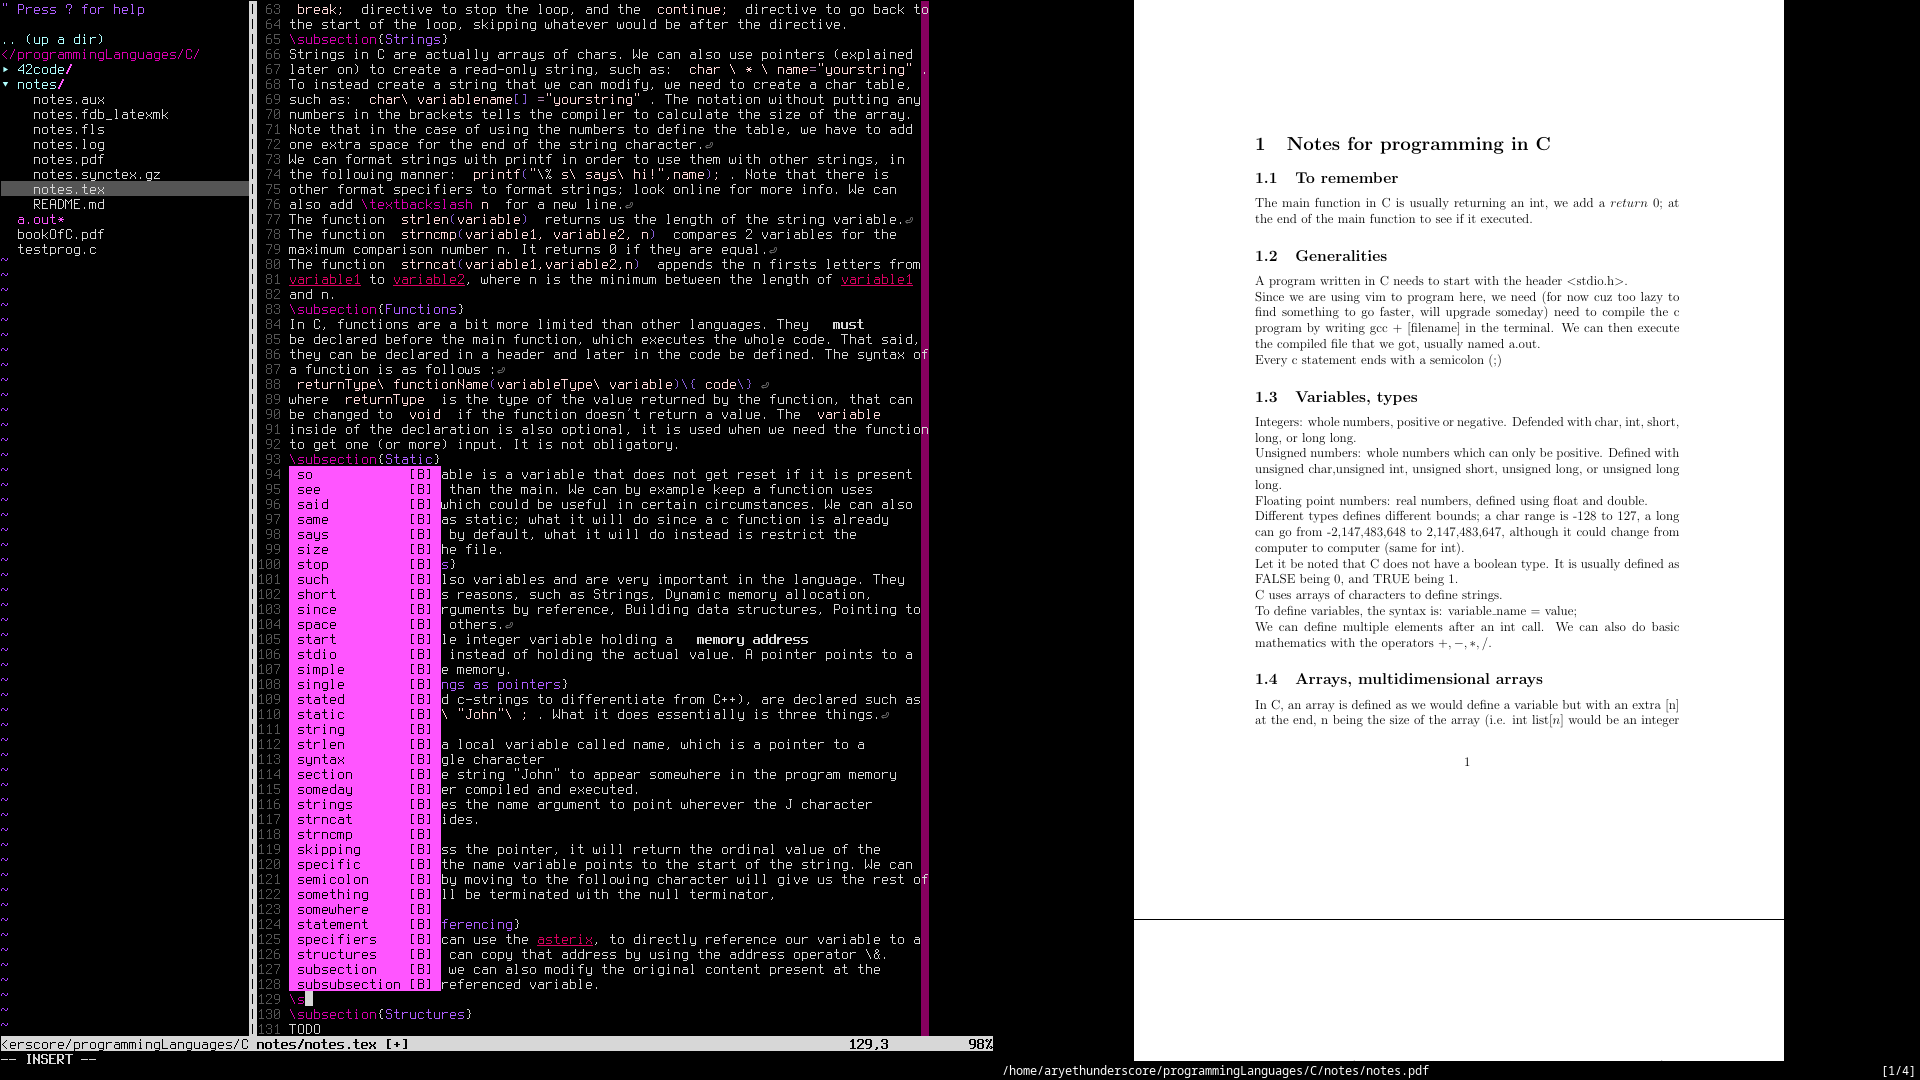 " Press ? for help
.. (up a dir)
</programmingLanguages/C/
▸ 42code/
▾ notes/
notes.aux
notes.fdb_latexmk
notes.fls
notes.log
notes.pdf
notes.synctex.gz
notes.tex
README.md
a.out*
bookOfC.pdf
testprog.c
<erscore/programmingLanguages/C
-- INSERT --
63 break; directive to stop the loop, and the continue; directive to go back to
64 the start of the loop, skipping whatever would be after the directive.
65 \subsection{Strings}
66 Strings in C are actually arrays of chars. We can also use pointers (explained
67 later on) to create a read-only string, such as: char \ * \ name="yourstring" .
68 To instead create a string that we can modify, we need to create a char table,
69 such as: char\ variablename[] ="yourstring" . The notation without putting any
70 numbers in the brackets tells the compiler to calculate the size of the array.
71 Note that in the case of using the numbers to define the table, we have to add
72 one extra space for the end of the string character.⏎
73 We can format strings with printf in order to use them with other strings, in
74 the following manner: printf("\% s\ says\ hi!",name); . Note that there is
75 other format specifiers to format strings; look online for more info. We can
76 also add \textbackslash n for a new line.⏎
77 The function strlen(variable) returns us the length of the string variable.⏎
78 The function strncmp(variable1, variable2, n) compares 2 variables for the
79 maximum comparison number n. It returns 0 if they are equal.⏎
80 The function strncat(variable1,variable2,n) appends the n firsts letters from
81 variable1 to variable2, where n is the minimum between the length of variable1
82 and n.
83 \subsection{Functions}
84 In C, functions are a bit more limited than other languages. They must
85 be declared before the main function, which executes the whole code. That said,
86 they can be declared in a header and later in the code be defined. The syntax of
87 a function is as follows :⏎
88 returnType\ functionName(variableType\ variable)\{ code\} ⏎
89 where returnType is the type of the value returned by the function, that can
90 be changed to void if the function doesn't return a value. The variable
91 inside of the declaration is also optional, it is used when we need the function
92 to get one (or more) input. It is not obligatory.
93 \subsection{Static}
94 so [B] able is a variable that does not get reset if it is present
95 see [B] than the main. We can by example keep a function uses
96 said [B] which could be useful in certain circumstances. We can also
97 same [B] as static; what it will do since a c function is already
98 says [B] by default, what it will do instead is restrict the
99 size [B] he file.
100 stop [B] s}
101 such [B] lso variables and are very important in the language. They
102 short [B] s reasons, such as Strings, Dynamic memory allocation,
103 since [B] rguments by reference, Building data structures, Pointing to
104 space [B] others.⏎
105 start [B] le integer variable holding a memory address
106 stdio [B] instead of holding the actual value. A pointer points to a
107 simple [B] e memory.
108 single [B] ngs as pointers}
109 stated [B] d c-strings to differentiate from C++), are declared such as
110 static [B] \ "John"\ ; . What it does essentially is three things.⏎
111 string [B]
112 strlen [B] a local variable called name, which is a pointer to a
113 syntax [B] gle character
114 section [B] e string "John" to appear somewhere in the program memory
115 someday [B] er compiled and executed.
116 strings [B] es the name argument to point wherever the J character
117 strncat [B] ides.
118 strncmp [B]
119 skipping [B] ss the pointer, it will return the ordinal value of the
120 specific [B] the name variable points to the start of the string. We can
121 semicolon [B] by moving to the following character will give us the rest of
122 something [B] ll be terminated with the null terminator,
123 somewhere [B]
124 statement [B] ferencing}
125 specifiers [B] can use the asterix, to directly reference our variable to a
126 structures [B] can copy that address by using the address operator \&.
127 subsection [B] we can also modify the original content present at the
128 subsubsection [B] referenced variable.
129 \s
130 \subsection{Structures}
131 TODO
notes/notes.tex [+] 129,3 98%
1 Notes for programming in C
1.1 To remember
The main function in C is usually returning an int, we add a return 0; at
the end of the main function to see if it executed.
1.2 Generalities
A program written in C needs to start with the header <stdio.h>.
Since we are using vim to program here, we need (for now cuz too lazy to
find something to go faster, will upgrade someday) need to compile the c
program by writing gcc + [filename] in the terminal. We can then execute
the compiled file that we got, usually named a.out.
Every c statement ends with a semicolon (;)
1.3 Variables, types
Integers: whole numbers, positive or negative. Defended with char, int, short,
long, or long long.
Unsigned numbers: whole numbers which can only be positive. Defined with
unsigned char,unsigned int, unsigned short, unsigned long, or unsigned long
long.
Floating point numbers: real numbers, defined using float and double.
Different types defines different bounds; a char range is -128 to 127, a long
can go from -2,147,483,648 to 2,147,483,647, although it could change from
computer to computer (same for int).
Let it be noted that C does not have a boolean type. It is usually defined as
FALSE being 0, and TRUE being 1.
C uses arrays of characters to define strings.
To define variables, the syntax is: variable_name = value;
We can define multiple elements after an int call. We can also do basic
mathematics with the operators +, −, ∗, /.
1.4 Arrays, multidimensional arrays
In C, an array is defined as we would define a variable but with an extra [n]
at the end, n being the size of the array (i.e. int list[n] would be an integer
1
/home/aryethunderscore/programmingLanguages/C/notes/notes.pdf [1/4]